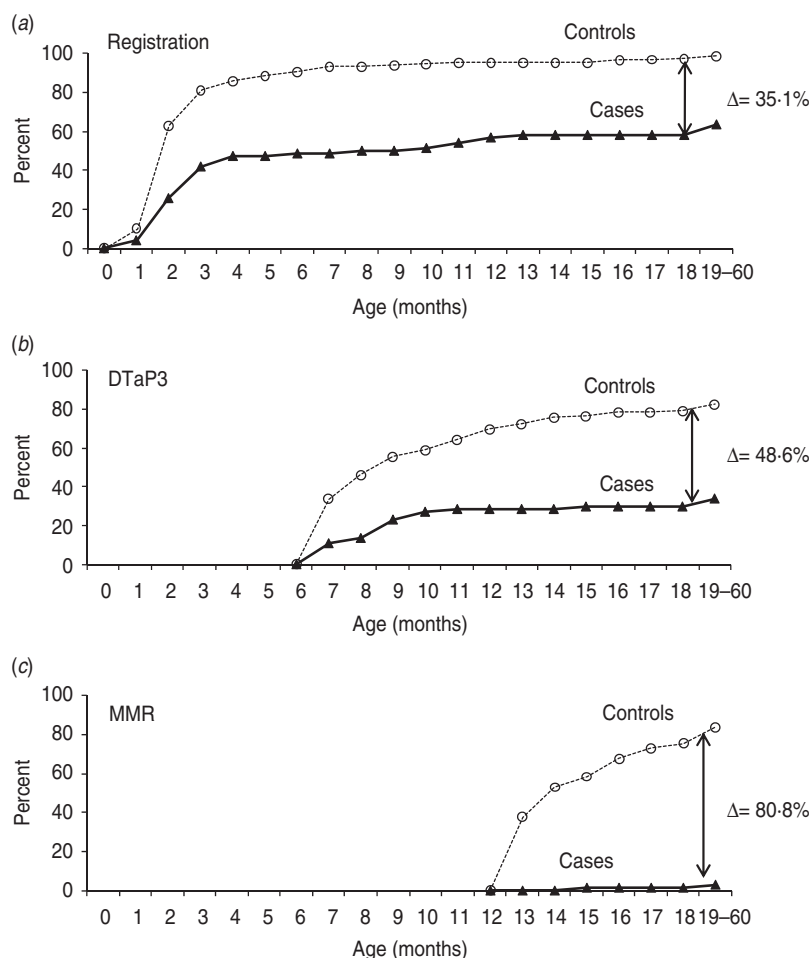 (a)
Registration
Controls
Cases
Δ= 35·1%
Percent
100
80
60
40
20
0
0 1 2 3 4 5 6 7 8 9 10 11 12 13 14 15 16 17 18 19–60
Age (months)
(b)
DTaP3
Controls
Cases
Δ= 48·6%
Percent
100
80
60
40
20
0
0 1 2 3 4 5 6 7 8 9 10 11 12 13 14 15 16 17 18 19–60
Age (months)
(c)
MMR
Controls
Cases
Δ= 80·8%
Percent
100
80
60
40
20
0
0 1 2 3 4 5 6 7 8 9 10 11 12 13 14 15 16 17 18 19–60
Age (months)